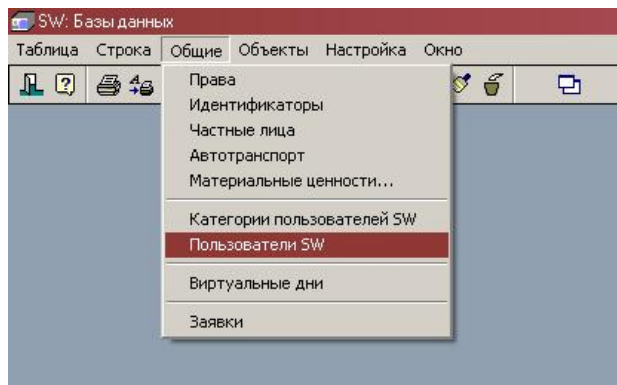 SW: Базы данных
Таблица Строка Общие Объекты Настройка Окно
Права
Идентификаторы
Частные лица
Автотранспорт
Материальные ценности...
Категории пользователей SW
Пользователи SW
Виртуальные дни
Заявки